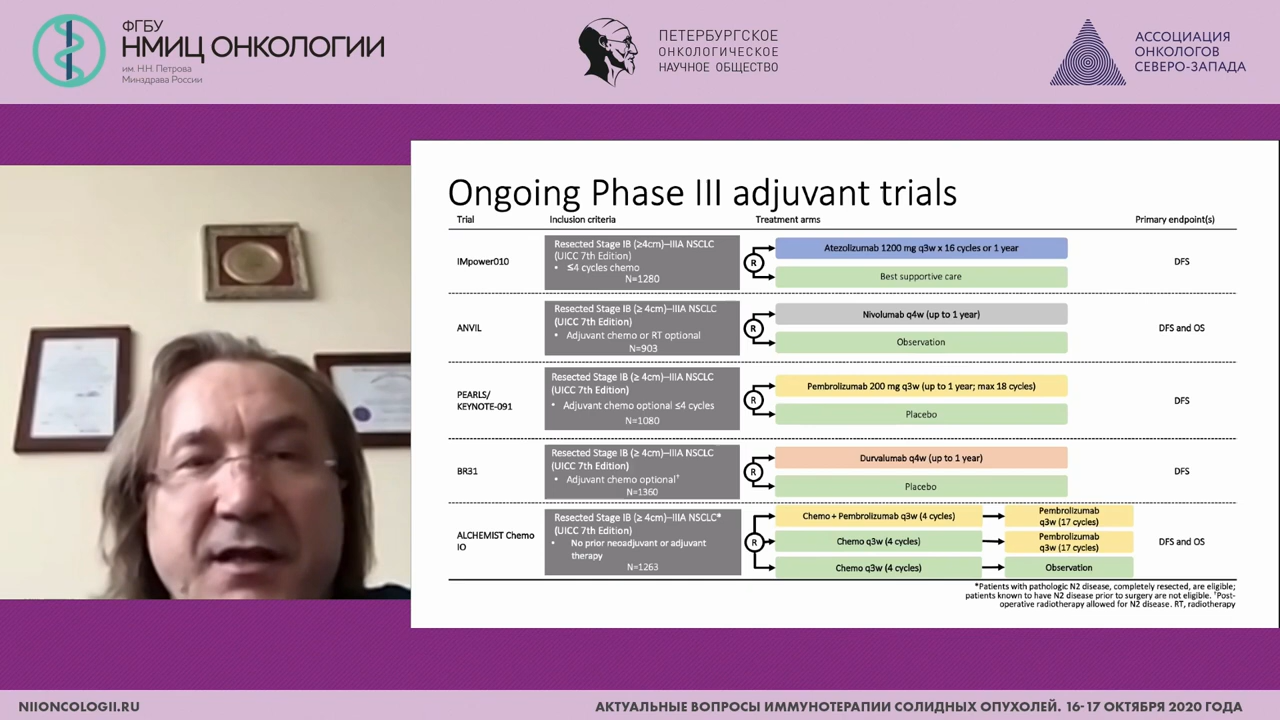 ФГБУ
НМИЦ ОНКОЛОГИИ
им. Н.Н. Петрова
Минздрава России
ПЕТЕРБУРГСКОЕ
ОНКОЛОГИЧЕСКОЕ
НАУЧНОЕ ОБЩЕСТВО
АССОЦИАЦИЯ
ОНКОЛОГОВ
СЕВЕРО-ЗАПАДА
Ongoing Phase III adjuvant trials
Trial Inclusion criteria Treatment arms Primary endpoint(s)
IMpower010
Resected Stage IB (≥4cm)–IIIA NSCLC
(UICC 7th Edition)
• ≤4 cycles chemo
N=1280
R
Atezolizumab 1200 mg q3w x 16 cycles or 1 year
Best supportive care
DFS
ANVIL
Resected Stage IB (≥ 4cm)–IIIA NSCLC
(UICC 7th Edition)
• Adjuvant chemo or RT optional
N=903
R
Nivolumab q4w (up to 1 year)
Observation
DFS and OS
PEARLS/
KEYNOTE-091
Resected Stage IB (≥ 4cm)–IIIA NSCLC
(UICC 7th Edition)
• Adjuvant chemo optional ≤4 cycles
N=1080
R
Pembrolizumab 200 mg q3w (up to 1 year; max 18 cycles)
Placebo
DFS
BR31
Resected Stage IB (≥ 4cm)–IIIA NSCLC
(UICC 7th Edition)
• Adjuvant chemo optional†
N=1360
R
Durvalumab q4w (up to 1 year)
Placebo
DFS
ALCHEMIST Chemo
IO
Resected Stage IB (≥ 4cm)–IIIA NSCLC*
(UICC 7th Edition)
• No prior neoadjuvant or adjuvant
therapy
N=1263
R
Chemo + Pembrolizumab q3w (4 cycles)
Pembrolizumab
q3w (17 cycles)
Chemo q3w (4 cycles)
Pembrolizumab
q3w (17 cycles)
Chemo q3w (4 cycles)
Observation
DFS and OS
*Patients with pathologic N2 disease, completely resected, are eligible;
patients known to have N2 disease prior to surgery are not eligible. †Post-
operative radiotherapy allowed for N2 disease. RT, radiotherapy
NIIONCOLOGII.RU
АКТУАЛЬНЫЕ ВОПРОСЫ ИММУНОТЕРАПИИ СОЛИДНЫХ ОПУХОЛЕЙ. 16-17 ОКТЯБРЯ 2020 ГОДА